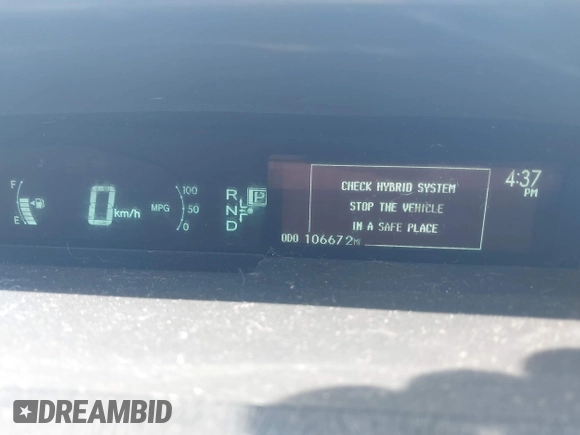 F
E
0 km/h
MPG
100
50
0
R
N
D
P
CHECK HYBRID SYSTEM
STOP THE VEHICLE
IN A SAFE PLACE
4:37
PM
ODO 106672
DREAMBID